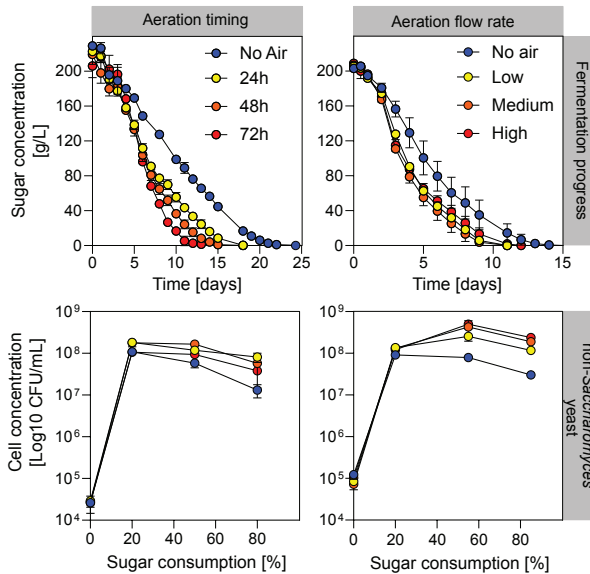 Aeration timing
Aeration flow rate
Sugar concentration
[g/L]
200
160
120
80
40
0
No Air
24h
48h
72h
0
5
10
15
20
25
Time [days]
200
160
120
80
40
0
No air
Low
Medium
High
0
5
10
15
Time [days]
Fermentation progress
Cell concentration
[Log10 CFU/mL]
10⁹
10⁸
10⁷
10⁶
10⁵
10⁴
0
20
40
60
80
Sugar consumption [%]
10⁹
10⁸
10⁷
10⁶
10⁵
10⁴
0
20
40
60
80
Sugar consumption [%]
non-Saccharomyces
yeast